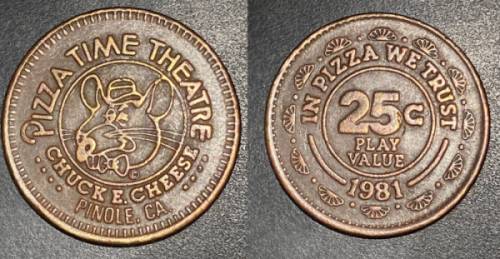 PIZZA TIME THEATRE
CHUCK E. CHEESE
PINOLE, CA.
IN PIZZA WE TRUST
25¢
PLAY
VALUE
1981